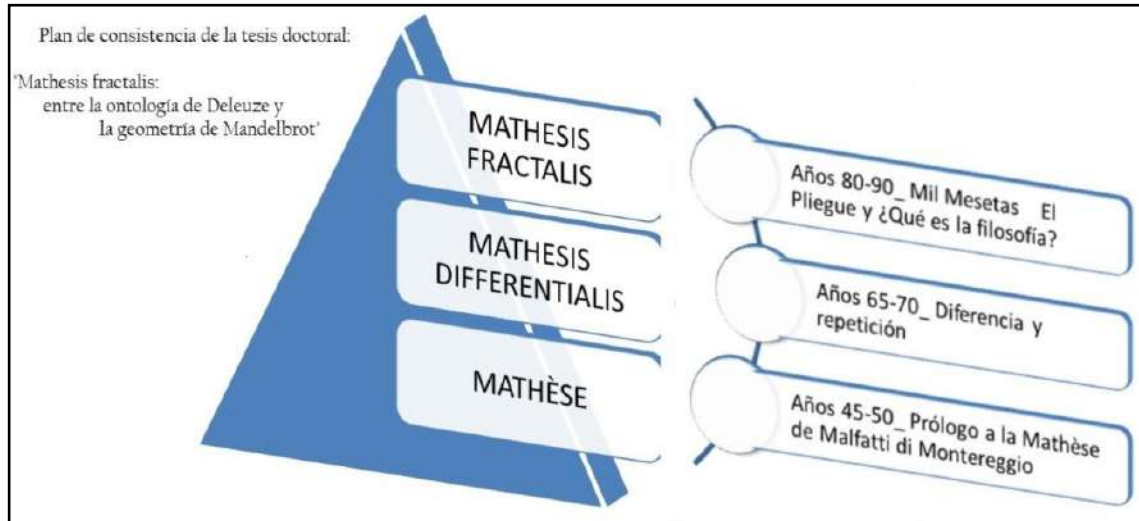 Plan de consistencia de la tesis doctoral:
"Mathesis fractalis:
entre la ontología de Deleuze y
la geometría de Mandelbrot"
MATHESIS
FRACTALIS
Años 80-90_ Mil Mesetas El
Pliegue y ¿Qué es la filosofía?
MATHESIS
DIFFERENTIALIS
Años 65-70_ Diferencia y
repetición
MATHÈSE
Años 45-50_ Prólogo a la Mathèse
de Malfatti di Montereggio